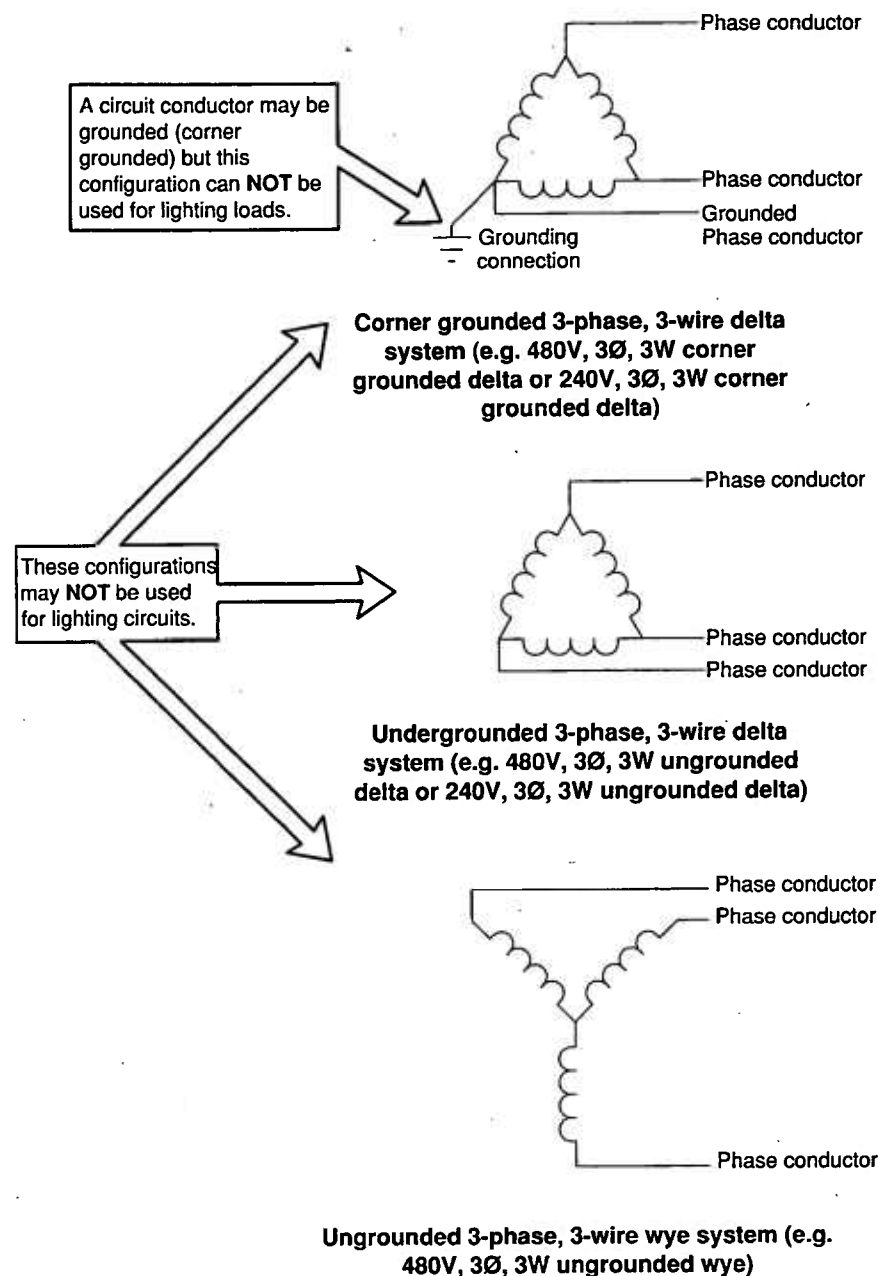 Phase conductor
A circuit conductor may be
grounded (corner
grounded) but this
configuration can NOT be
used for lighting loads.
Phase conductor
Grounded
Phase conductor
Grounding
connection
Corner grounded 3-phase, 3-wire delta
system (e.g. 480V, 3Ø, 3W corner
grounded delta or 240V, 3Ø, 3W corner
grounded delta)
Phase conductor
These configurations
may NOT be used
for lighting circuits.
Phase conductor
Phase conductor
Undergrounded 3-phase, 3-wire delta
system (e.g. 480V, 3Ø, 3W ungrounded
delta or 240V, 3Ø, 3W ungrounded delta)
Phase conductor
Phase conductor
Phase conductor
Ungrounded 3-phase, 3-wire wye system (e.g.
480V, 3Ø, 3W ungrounded wye)